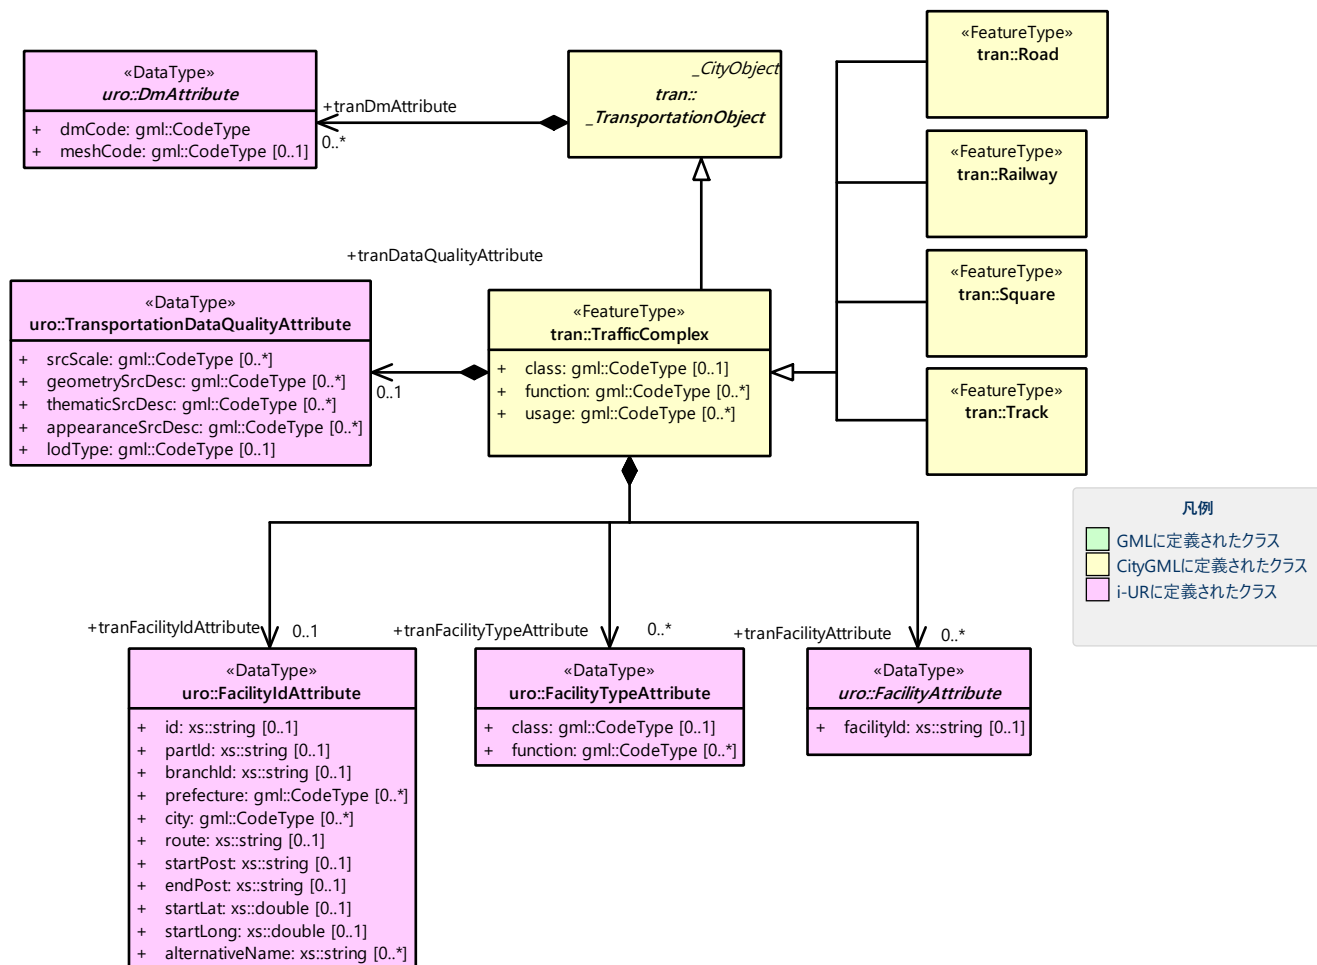 «DataType»
uro::DmAttribute
+ dmCode: gml::CodeType
+ meshCode: gml::CodeType [0..1]
+tranDmAttribute
0..*
_CityObject
tran::
_TransportationObject
«FeatureType»
tran::Road
«FeatureType»
tran::Railway
«FeatureType»
tran::Square
«FeatureType»
tran::Track
+tranDataQualityAttribute
«DataType»
uro::TransportationDataQualityAttribute
+ srcScale: gml::CodeType [0..*]
+ geometrySrcDesc: gml::CodeType [0..*]
+ thematicSrcDesc: gml::CodeType [0..*]
+ appearanceSrcDesc: gml::CodeType [0..*]
+ lodType: gml::CodeType [0..1]
0..1
«FeatureType»
tran::TrafficComplex
+ class: gml::CodeType [0..1]
+ function: gml::CodeType [0..*]
+ usage: gml::CodeType [0..*]
凡例
GMLに定義されたクラス
CityGMLに定義されたクラス
i-URに定義されたクラス
+tranFacilityIdAttribute
0..1
+tranFacilityTypeAttribute
0..*
+tranFacilityAttribute
0..*
«DataType»
uro::FacilityIdAttribute
+ id: xs::string [0..1]
+ partId: xs::string [0..1]
+ branchId: xs::string [0..1]
+ prefecture: gml::CodeType [0..*]
+ city: gml::CodeType [0..*]
+ route: xs::string [0..1]
+ startPost: xs::string [0..1]
+ endPost: xs::string [0..1]
+ startLat: xs::double [0..1]
+ startLong: xs::double [0..1]
+ alternativeName: xs::string [0..*]
«DataType»
uro::FacilityTypeAttribute
+ class: gml::CodeType [0..1]
+ function: gml::CodeType [0..*]
«DataType»
uro::FacilityAttribute
+ facilityId: xs::string [0..1]